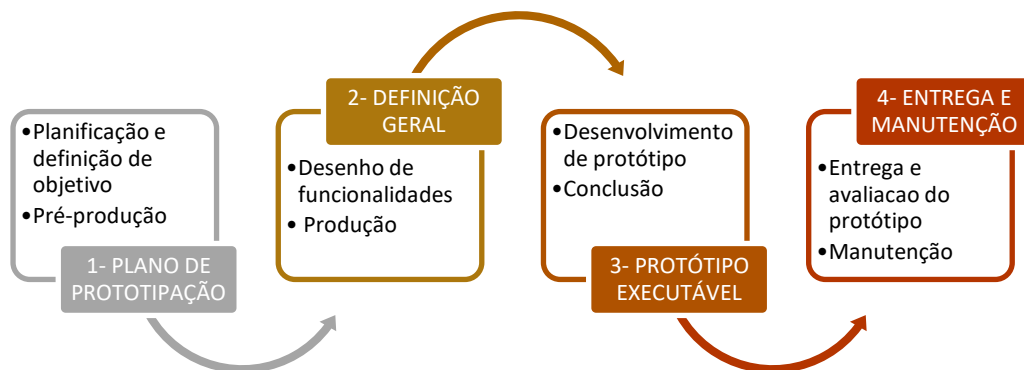 •Planificação e
definição de
objetivo
•Pré-produção
1- PLANO DE
PROTOTIPAÇÃO
2- DEFINIÇÃO
GERAL
•Desenho de
funcionalidades
• Produção
•Desenvolvimento
de protótipo
•Conclusão
3- PROTÓTIPO
EXECUTÁVEL
4- ENTREGA E
MANUTENÇÃO
•Entrega e
avaliacao do
protótipo
•Manutenção